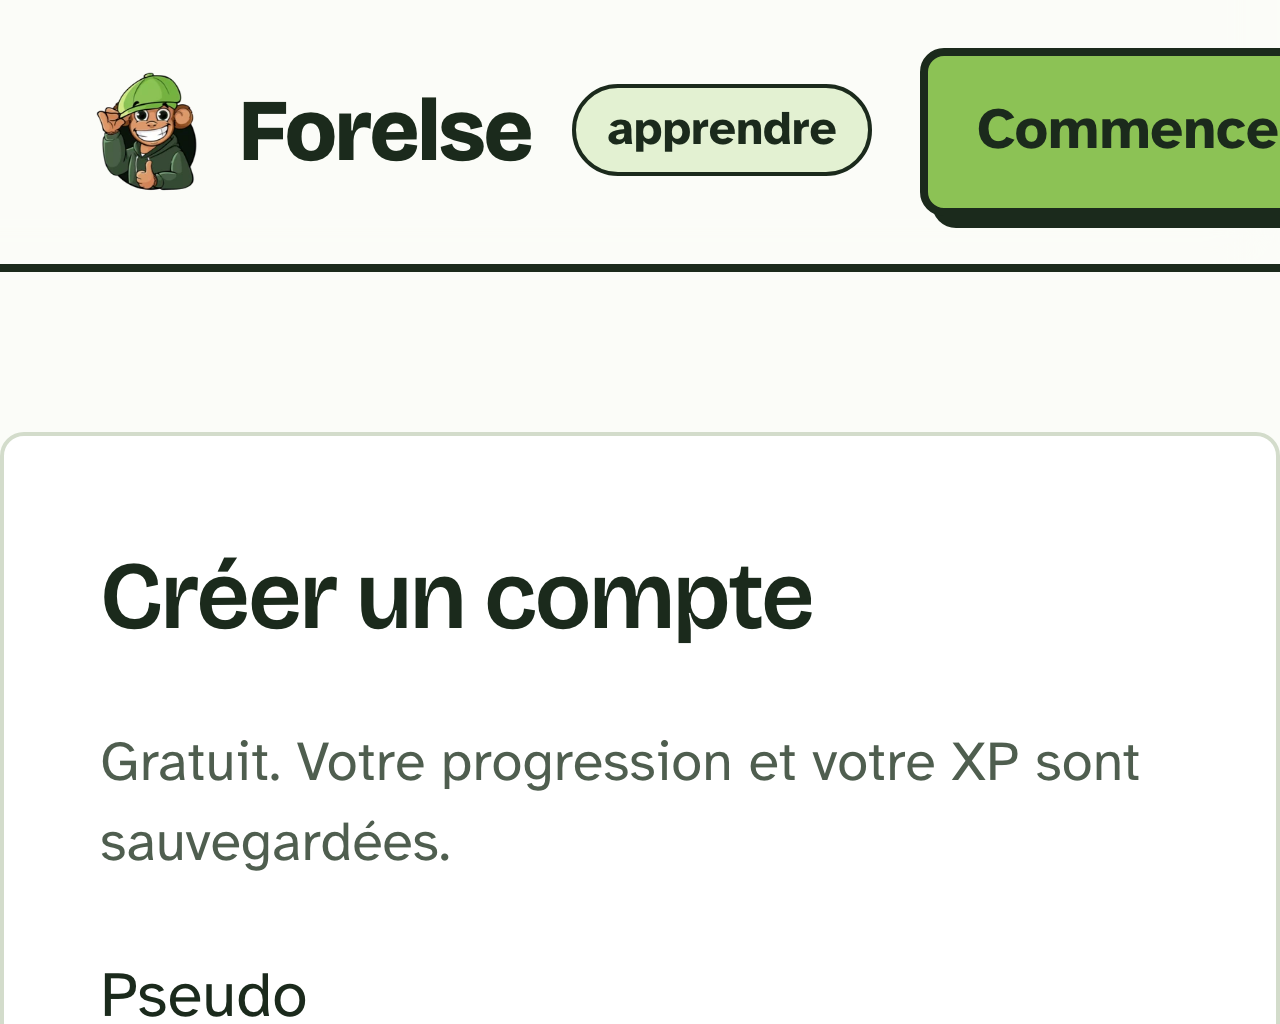 Forelse
apprendre
Commence
Créer un compte
Gratuit. Votre progression et votre XP sont
sauvegardées.
Pseudo